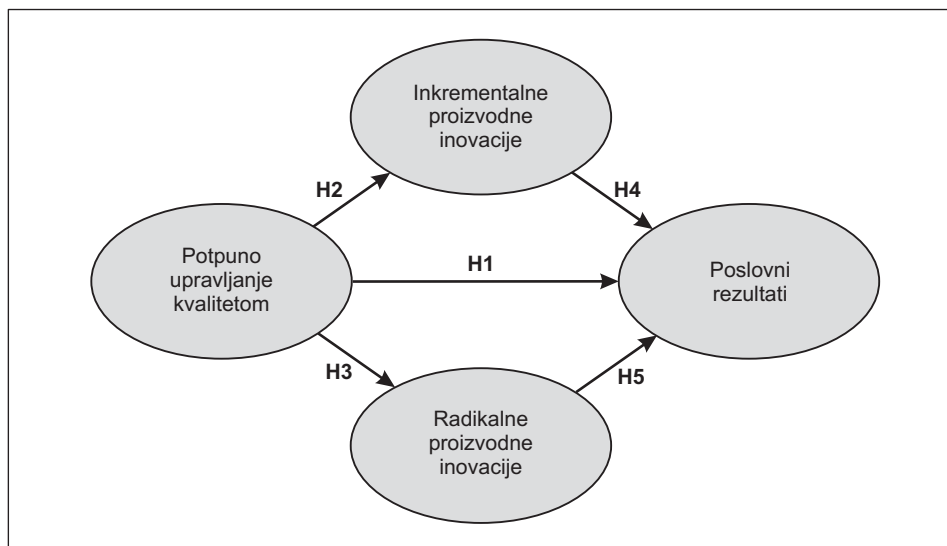 Inkrementalne
proizvodne
inovacije
H2
H4
Potpuno
upravljanje
kvalitetom
H1
Poslovni
rezultati
H3
H5
Radikalne
proizvodne
inovacije